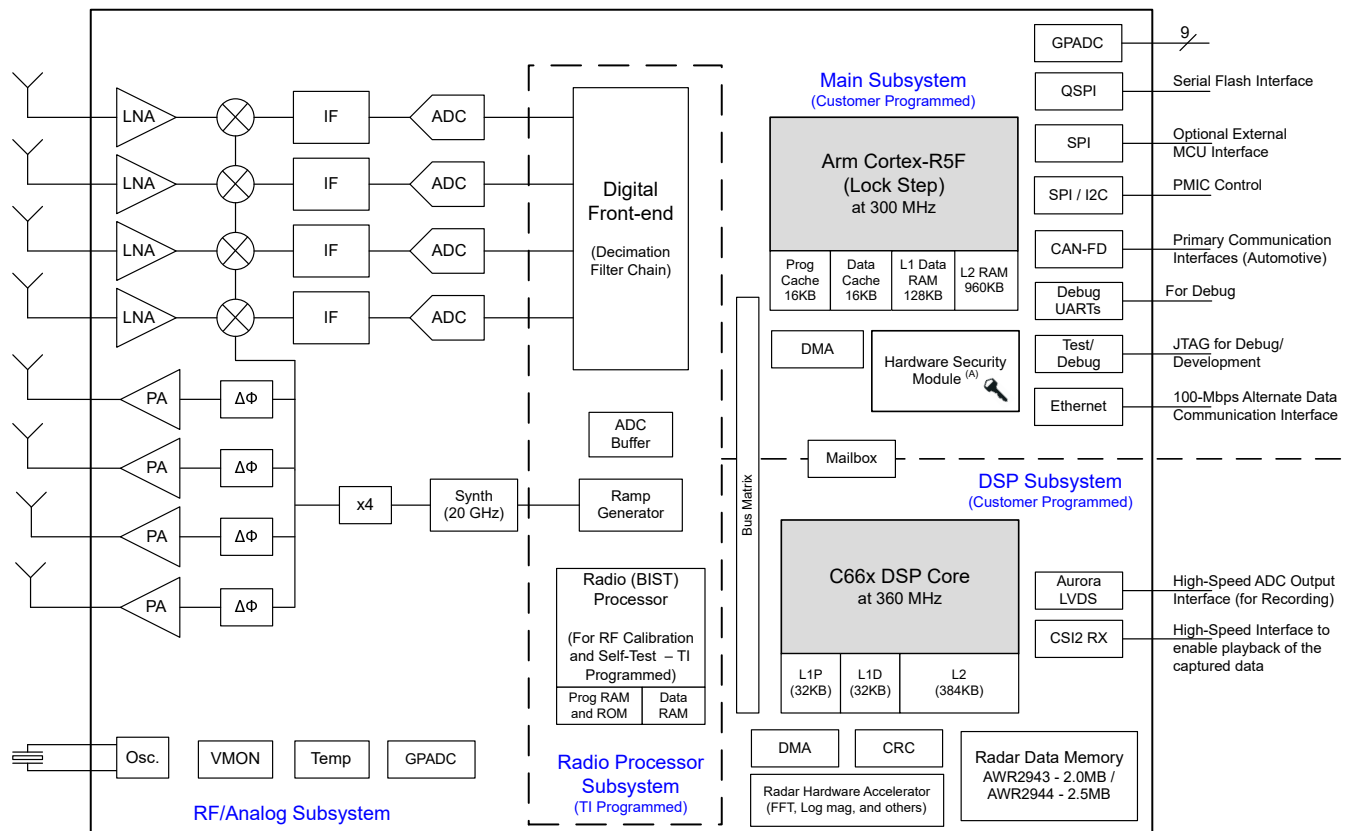 LNA
IF
ADC
LNA
IF
ADC
LNA
IF
ADC
LNA
IF
ADC
PA
ΔΦ
PA
ΔΦ
PA
ΔΦ
PA
ΔΦ
x4
Synth
(20 GHz)
Osc.
VMON
Temp
GPADC
RF/Analog Subsystem
Digital
Front-end
(Decimation
Filter Chain)
ADC
Buffer
Ramp
Generator
Radio (BIST)
Processor
(For RF Calibration
and Self-Test – TI
Programmed)
Prog RAM
and ROM
Data
RAM
Radio Processor
Subsystem
(TI Programmed)
Bus Matrix
Main Subsystem
(Customer Programmed)
Arm Cortex-R5F
(Lock Step)
at 300 MHz
Prog
Cache
16KB
Data
Cache
16KB
L1 Data
RAM
128KB
L2 RAM
960KB
DMA
Hardware Security
Module (A)
Mailbox
GPADC
9
QSPI
Serial Flash Interface
SPI
Optional External
MCU Interface
SPI / I2C
PMIC Control
CAN-FD
Primary Communication
Interfaces (Automotive)
Debug
UARTs
For Debug
Test/
Debug
JTAG for Debug/
Development
Ethernet
100-Mbps Alternate Data
Communication Interface
DSP Subsystem
(Customer Programmed)
C66x DSP Core
at 360 MHz
L1P
(32KB)
L1D
(32KB)
L2
(384KB)
Aurora
LVDS
High-Speed ADC Output
Interface (for Recording)
CSI2 RX
High-Speed Interface to
enable playback of the
captured data
DMA
CRC
Radar Hardware Accelerator
(FFT, Log mag, and others)
Radar Data Memory
AWR2943 - 2.0MB /
AWR2944 - 2.5MB